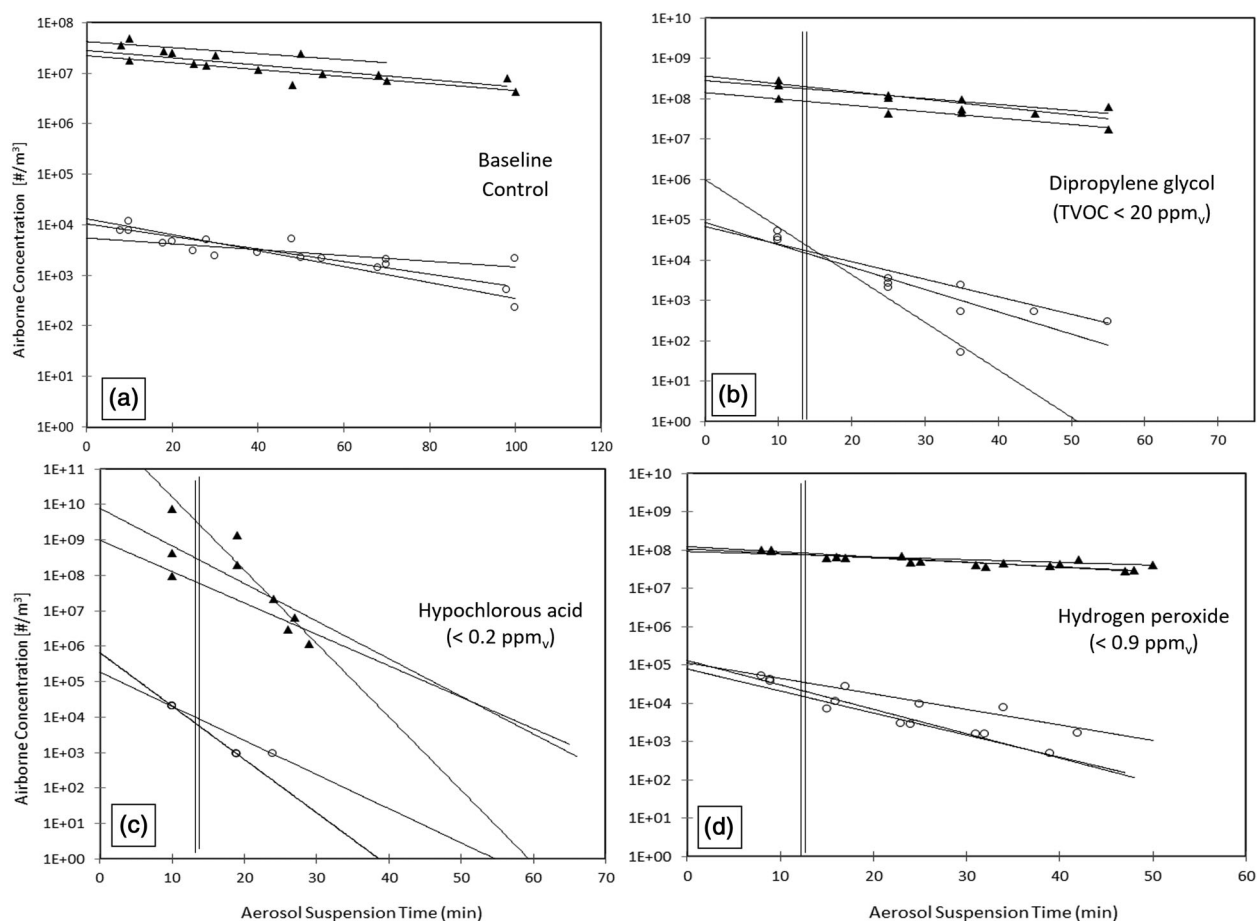 1E+08
1E+07
1E+06
1E+05
1E+04
1E+03
1E+02
1E+01
1E+00
Airborne Concentration [#/m³]
Baseline
Control
(a)
0 20 40 60 80 100 120
1E+10
1E+09
1E+08
1E+07
1E+06
1E+05
1E+04
1E+03
1E+02
1E+01
1E+00
Dipropylene glycol
(TVOC < 20 ppmᵥ)
(b)
0 10 20 30 40 50 60 70
1E+11
1E+10
1E+09
1E+08
1E+07
1E+06
1E+05
1E+04
1E+03
1E+02
1E+01
1E+00
Airborne Concentration [#/m³]
Hypochlorous acid
(< 0.2 ppmᵥ)
(c)
0 10 20 30 40 50 60 70
Aerosol Suspension Time (min)
1E+10
1E+09
1E+08
1E+07
1E+06
1E+05
1E+04
1E+03
1E+02
1E+01
1E+00
Hydrogen peroxide
(< 0.9 ppmᵥ)
(d)
0 10 20 30 40 50 60
Aerosol Suspension Time (min)